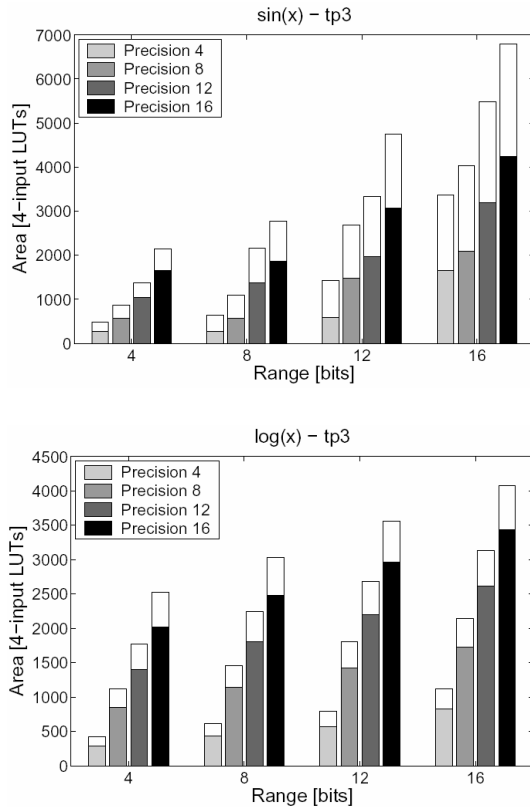 sin(x) − tp3
7000
6000
5000
4000
3000
2000
1000
0
Area [4−input LUTs]
Precision 4
Precision 8
Precision 12
Precision 16
4 8 12 16
Range [bits]
log(x) − tp3
4500
4000
3500
3000
2500
2000
1500
1000
500
0
Area [4−input LUTs]
Precision 4
Precision 8
Precision 12
Precision 16
4 8 12 16
Range [bits]